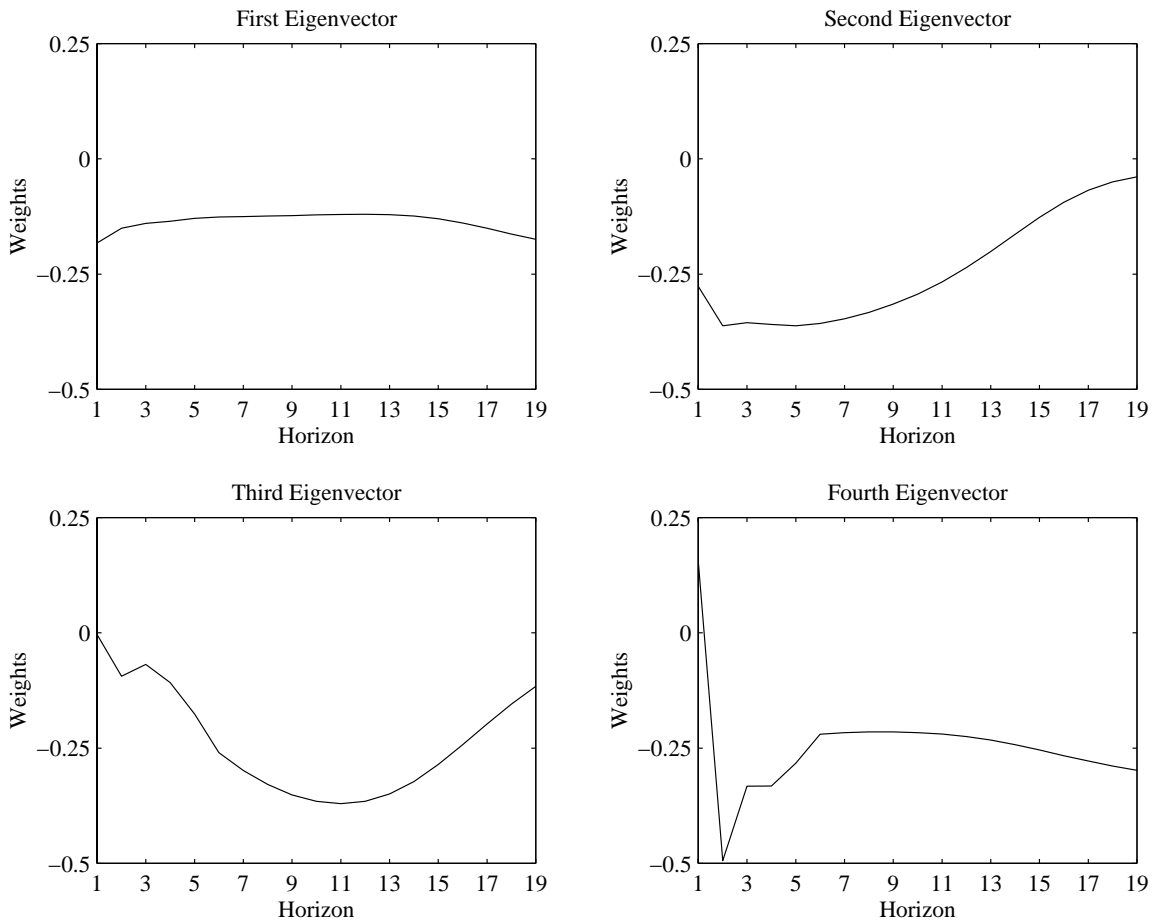 First Eigenvector
0.25
0
−0.25
−0.5
Weights
1 3 5 7 9 11 13 15 17 19
Horizon
Second Eigenvector
0.25
0
−0.25
−0.5
Weights
1 3 5 7 9 11 13 15 17 19
Horizon
Third Eigenvector
0.25
0
−0.25
−0.5
Weights
1 3 5 7 9 11 13 15 17 19
Horizon
Fourth Eigenvector
0.25
0
−0.25
−0.5
Weights
1 3 5 7 9 11 13 15 17 19
Horizon